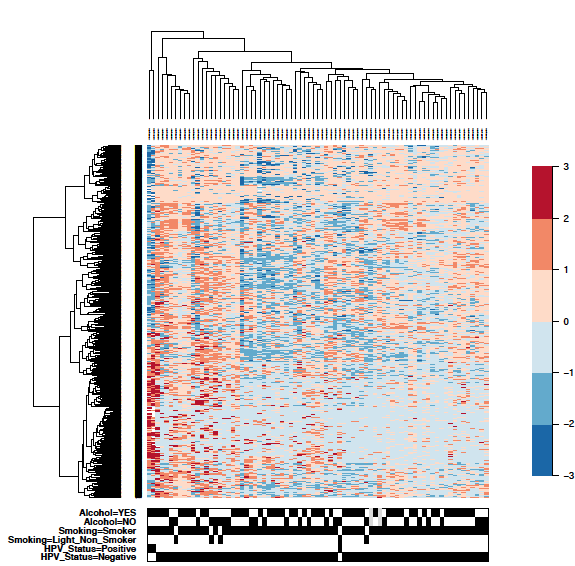 3
2
1
0
−1
−2
−3
Alcohol=YES
Alcohol=NO
Smoking=Smoker
Smoking=Light_Non_Smoker
HPV_Status=Positive
HPV_Status=Negative